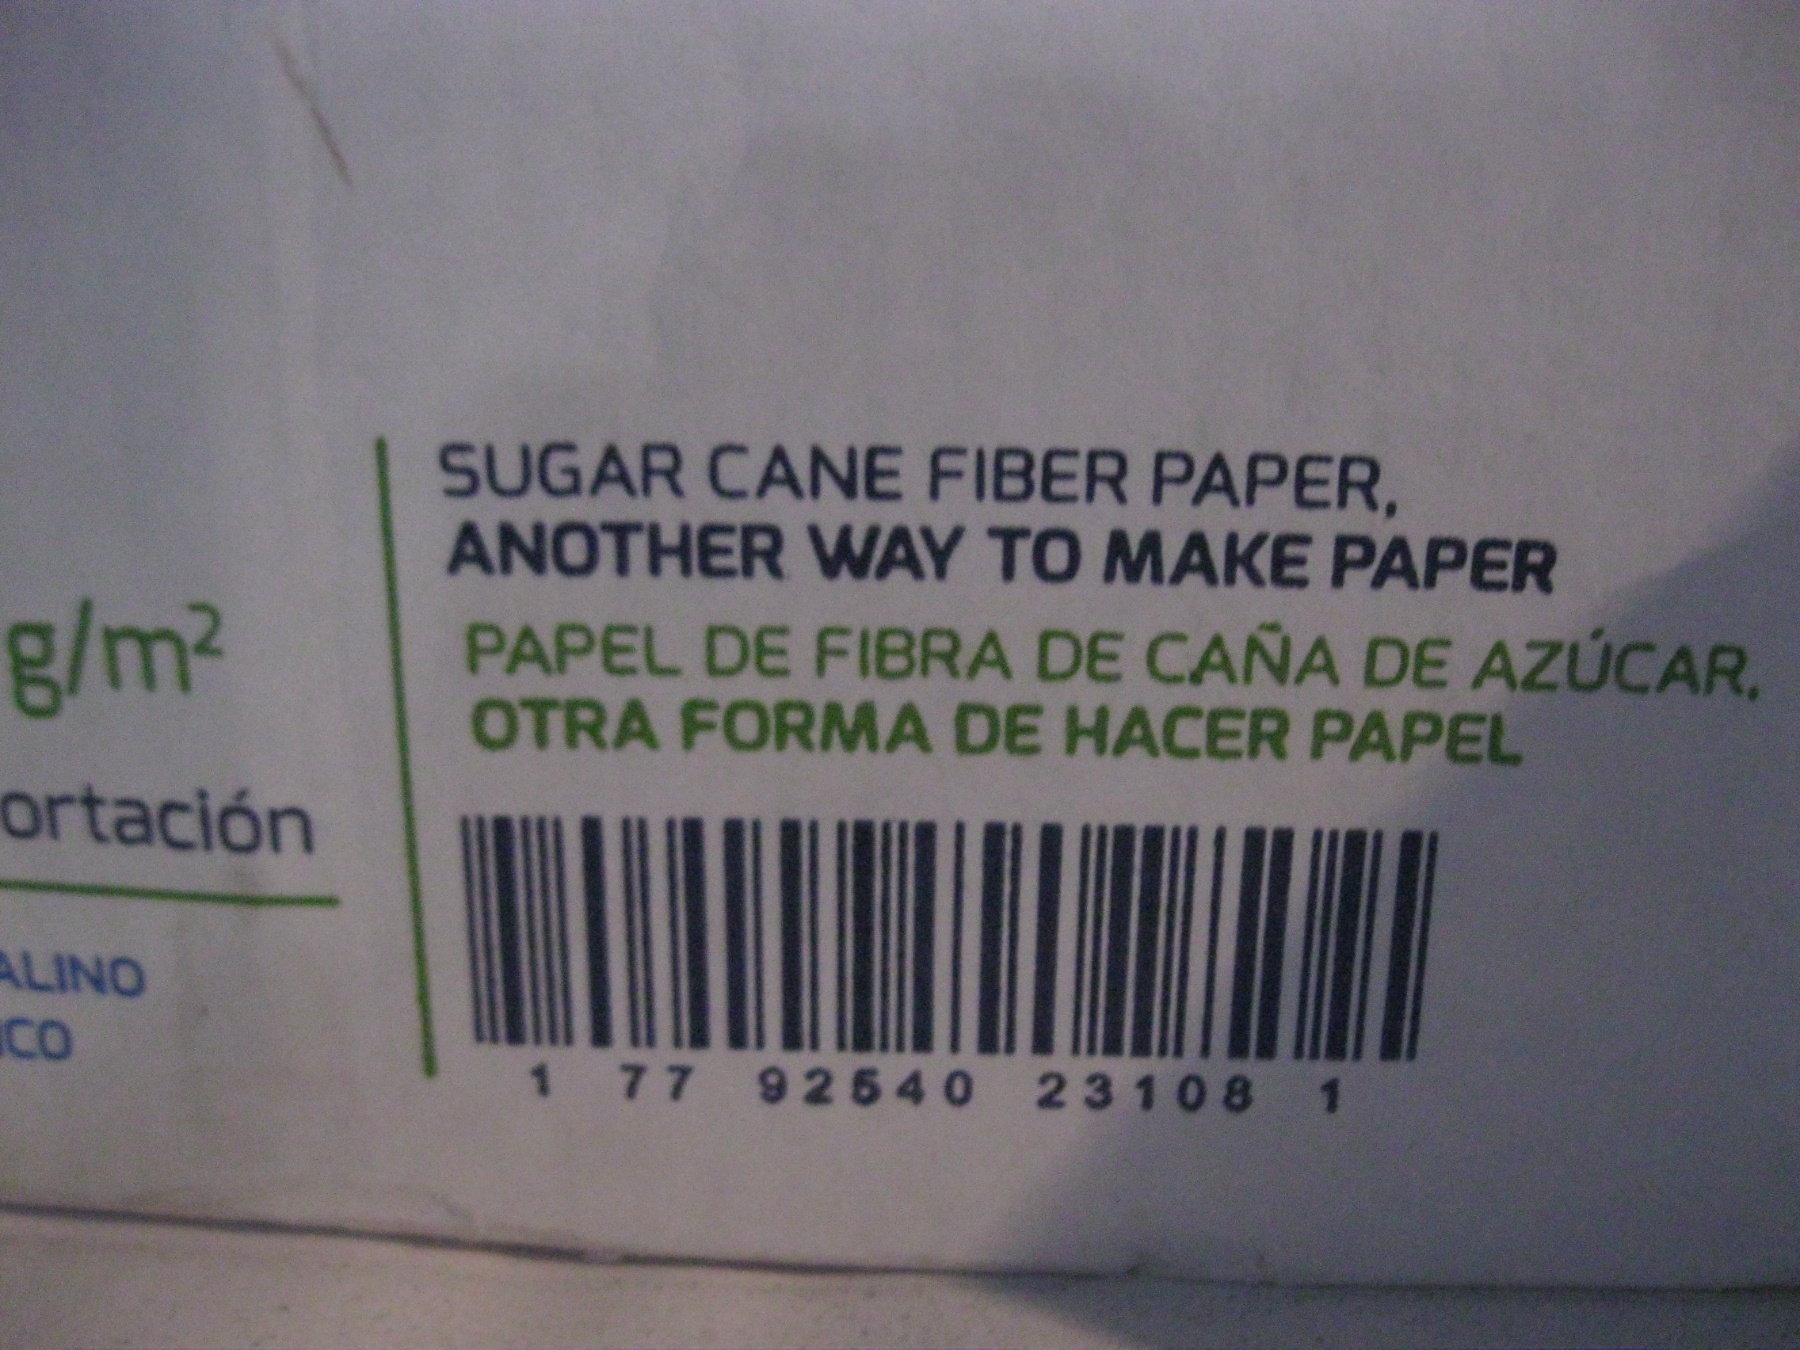 SUGAR CANE FIBER PAPER,
ANOTHER WAY TO MAKE PAPER
PAPEL DE FIBRA DE CAÑA DE AZÚCAR,
OTRA FORMA DE HACER PAPEL
g/m²
ortación
ALINO
ICO
1 77 92540 23108 1